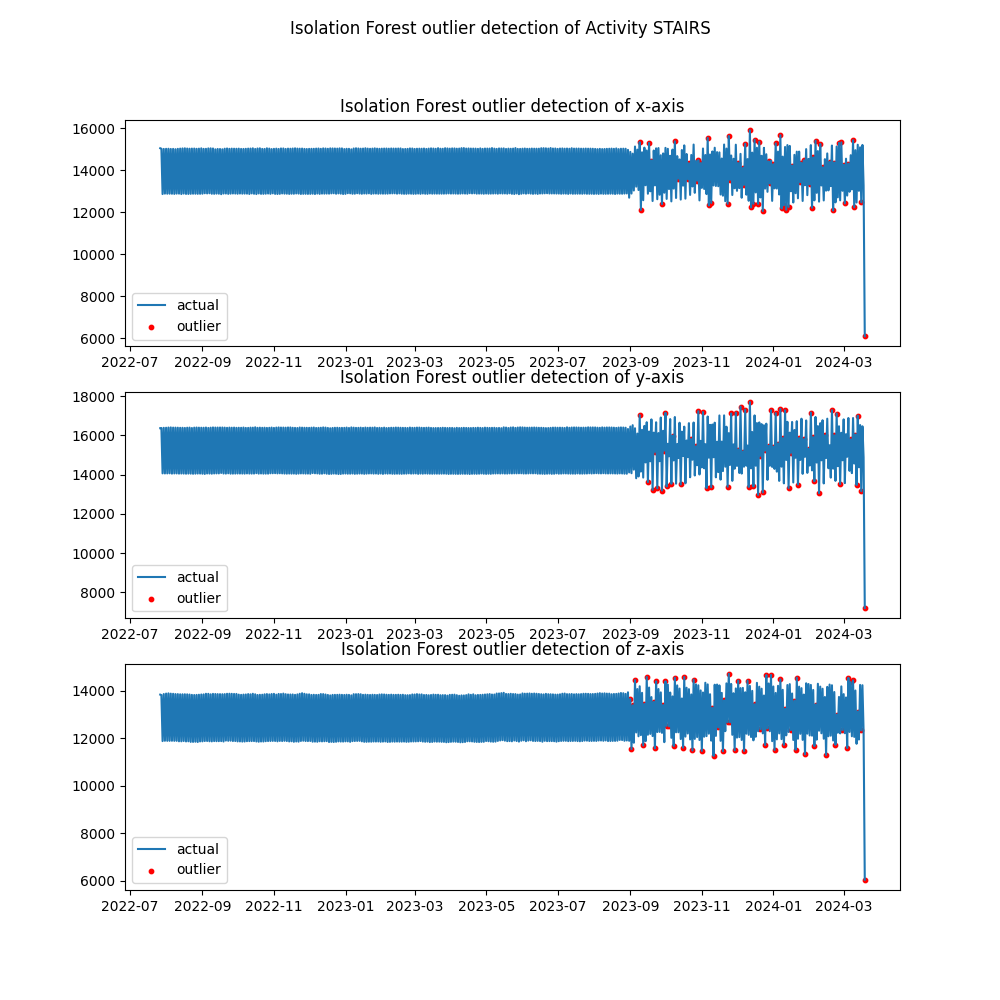 Isolation Forest outlier detection of Activity STAIRS
Isolation Forest outlier detection of x-axis
16000
14000
12000
10000
8000
6000
actual
outlier
2022-07 2022-09 2022-11 2023-01 2023-03 2023-05 2023-07 2023-09 2023-11 2024-01 2024-03
Isolation Forest outlier detection of y-axis
18000
16000
14000
12000
10000
8000
actual
outlier
2022-07 2022-09 2022-11 2023-01 2023-03 2023-05 2023-07 2023-09 2023-11 2024-01 2024-03
Isolation Forest outlier detection of z-axis
14000
12000
10000
8000
6000
actual
outlier
2022-07 2022-09 2022-11 2023-01 2023-03 2023-05 2023-07 2023-09 2023-11 2024-01 2024-03